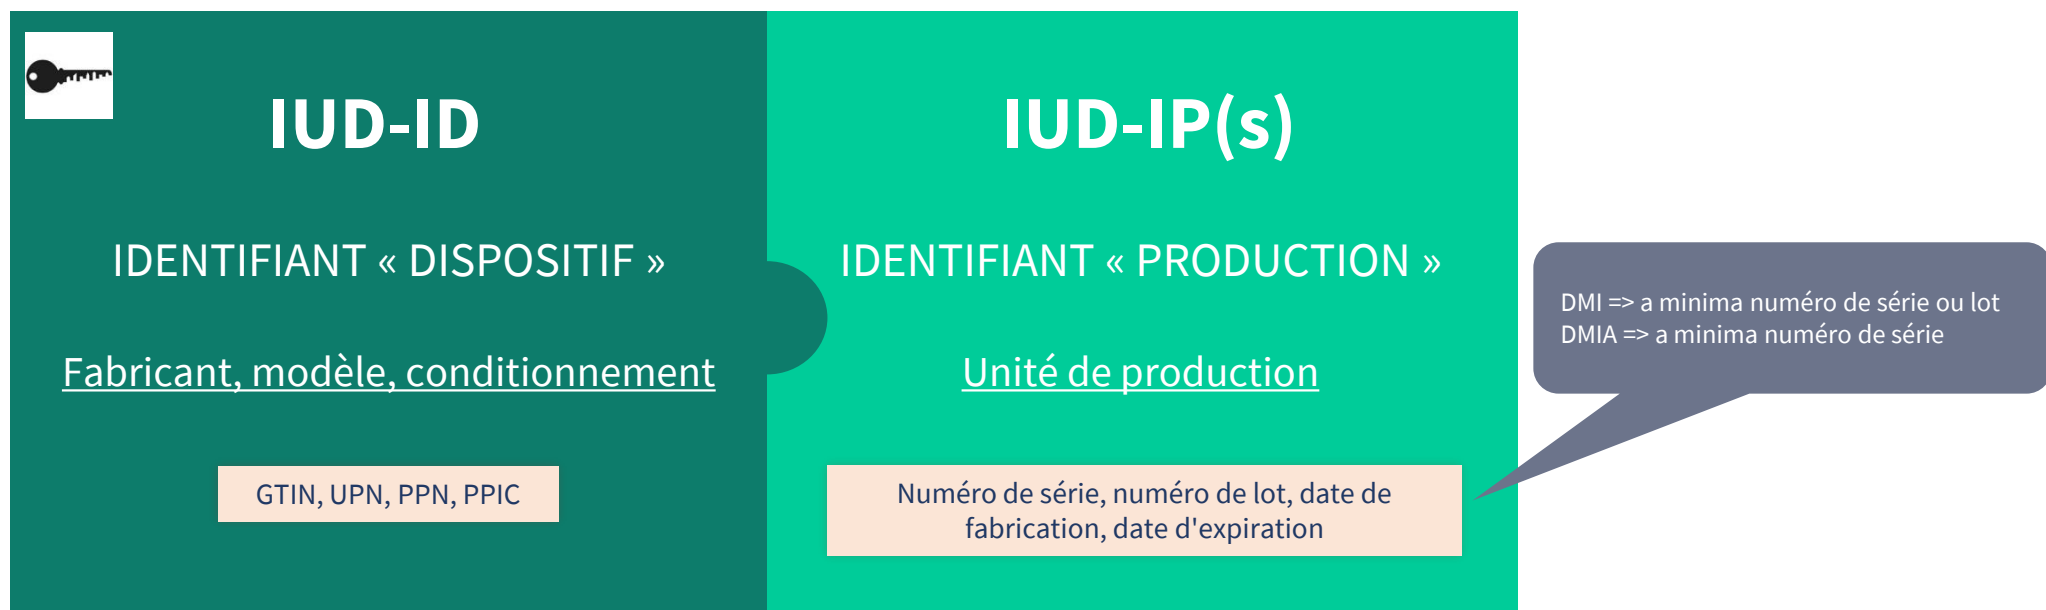 IUD-ID
IDENTIFIANT « DISPOSITIF »
Fabricant, modèle, conditionnement
GTIN, UPN, PPN, PPIC
IUD-IP(s)
IDENTIFIANT « PRODUCTION »
Unité de production
Numéro de série, numéro de lot, date de
fabrication, date d'expiration
DMI => a minima numéro de série ou lot
DMIA => a minima numéro de série